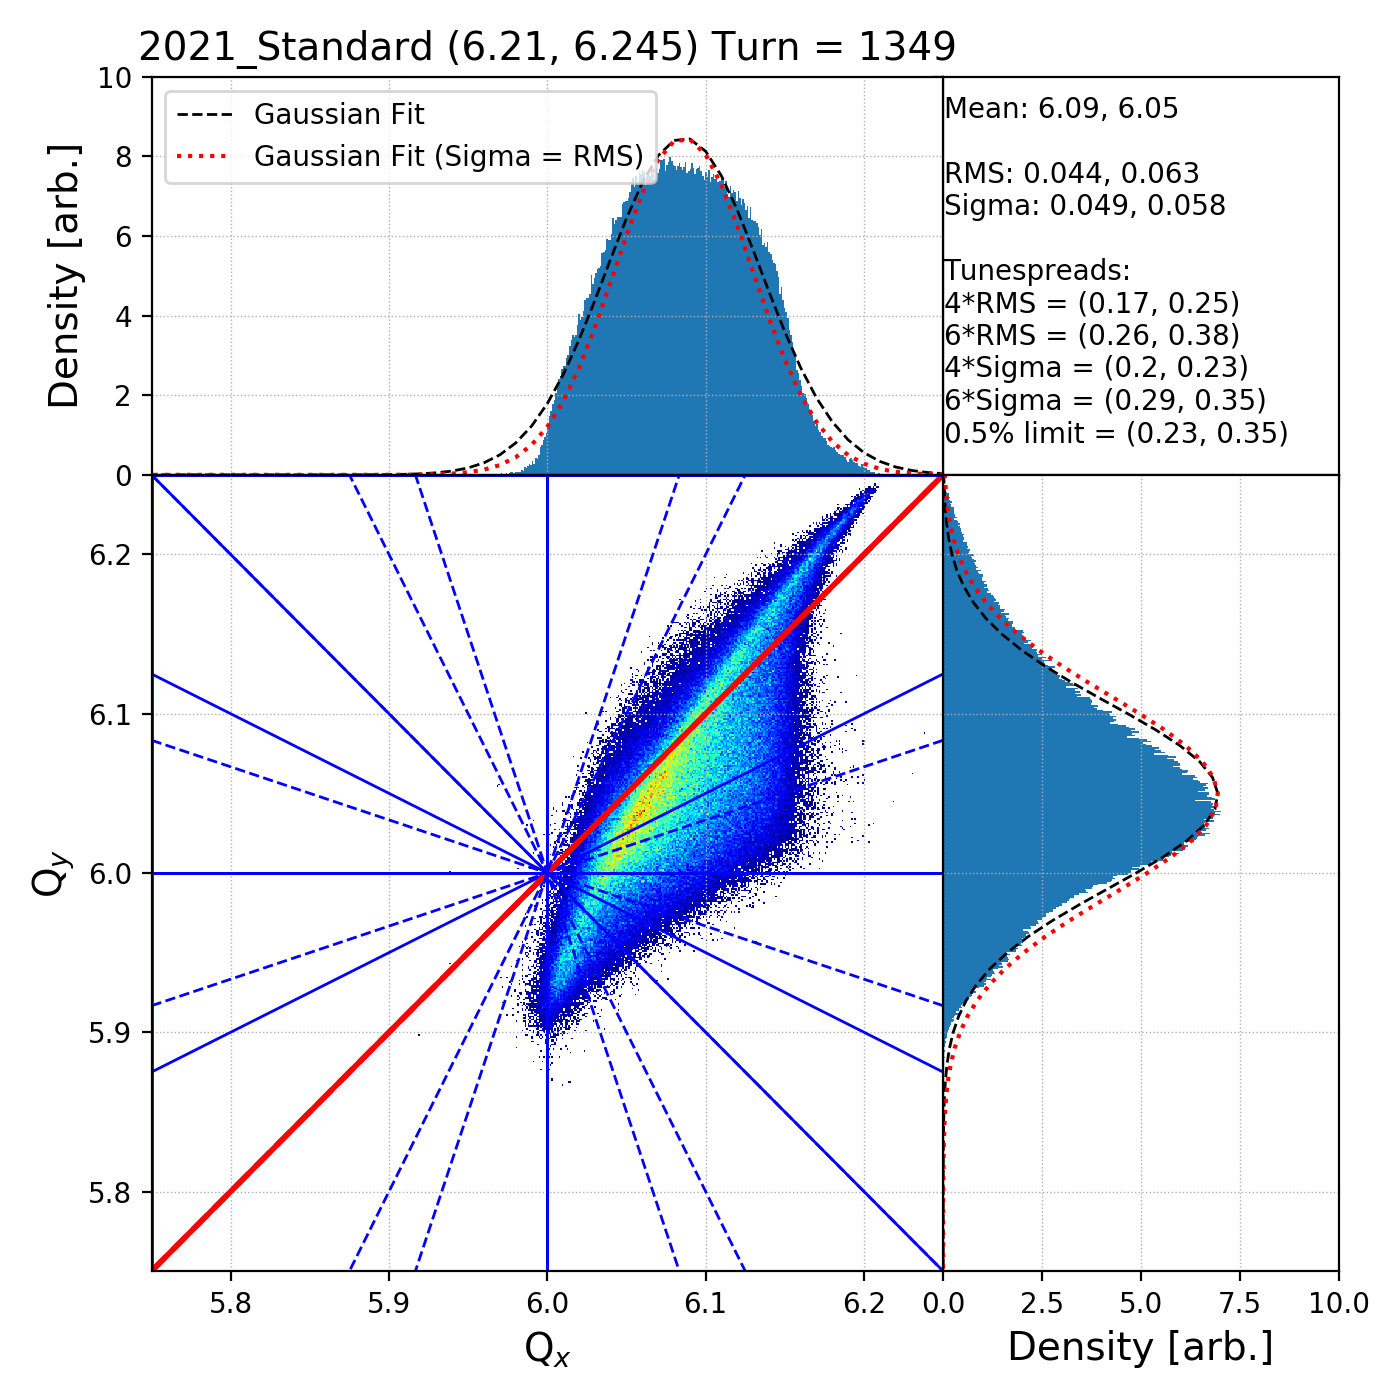 2021_Standard (6.21, 6.245) Turn = 1349
Gaussian Fit
Gaussian Fit (Sigma = RMS)
Density [arb.]
10
8
6
4
2
0
Mean: 6.09, 6.05
RMS: 0.044, 0.063
Sigma: 0.049, 0.058
Tunespreads:
4*RMS = (0.17, 0.25)
6*RMS = (0.26, 0.38)
4*Sigma = (0.2, 0.23)
6*Sigma = (0.29, 0.35)
0.5% limit = (0.23, 0.35)
Qy
6.2
6.1
6.0
5.9
5.8
5.8 5.9 6.0 6.1 6.2
Qx
0.0 2.5 5.0 7.5 10.0
Density [arb.]